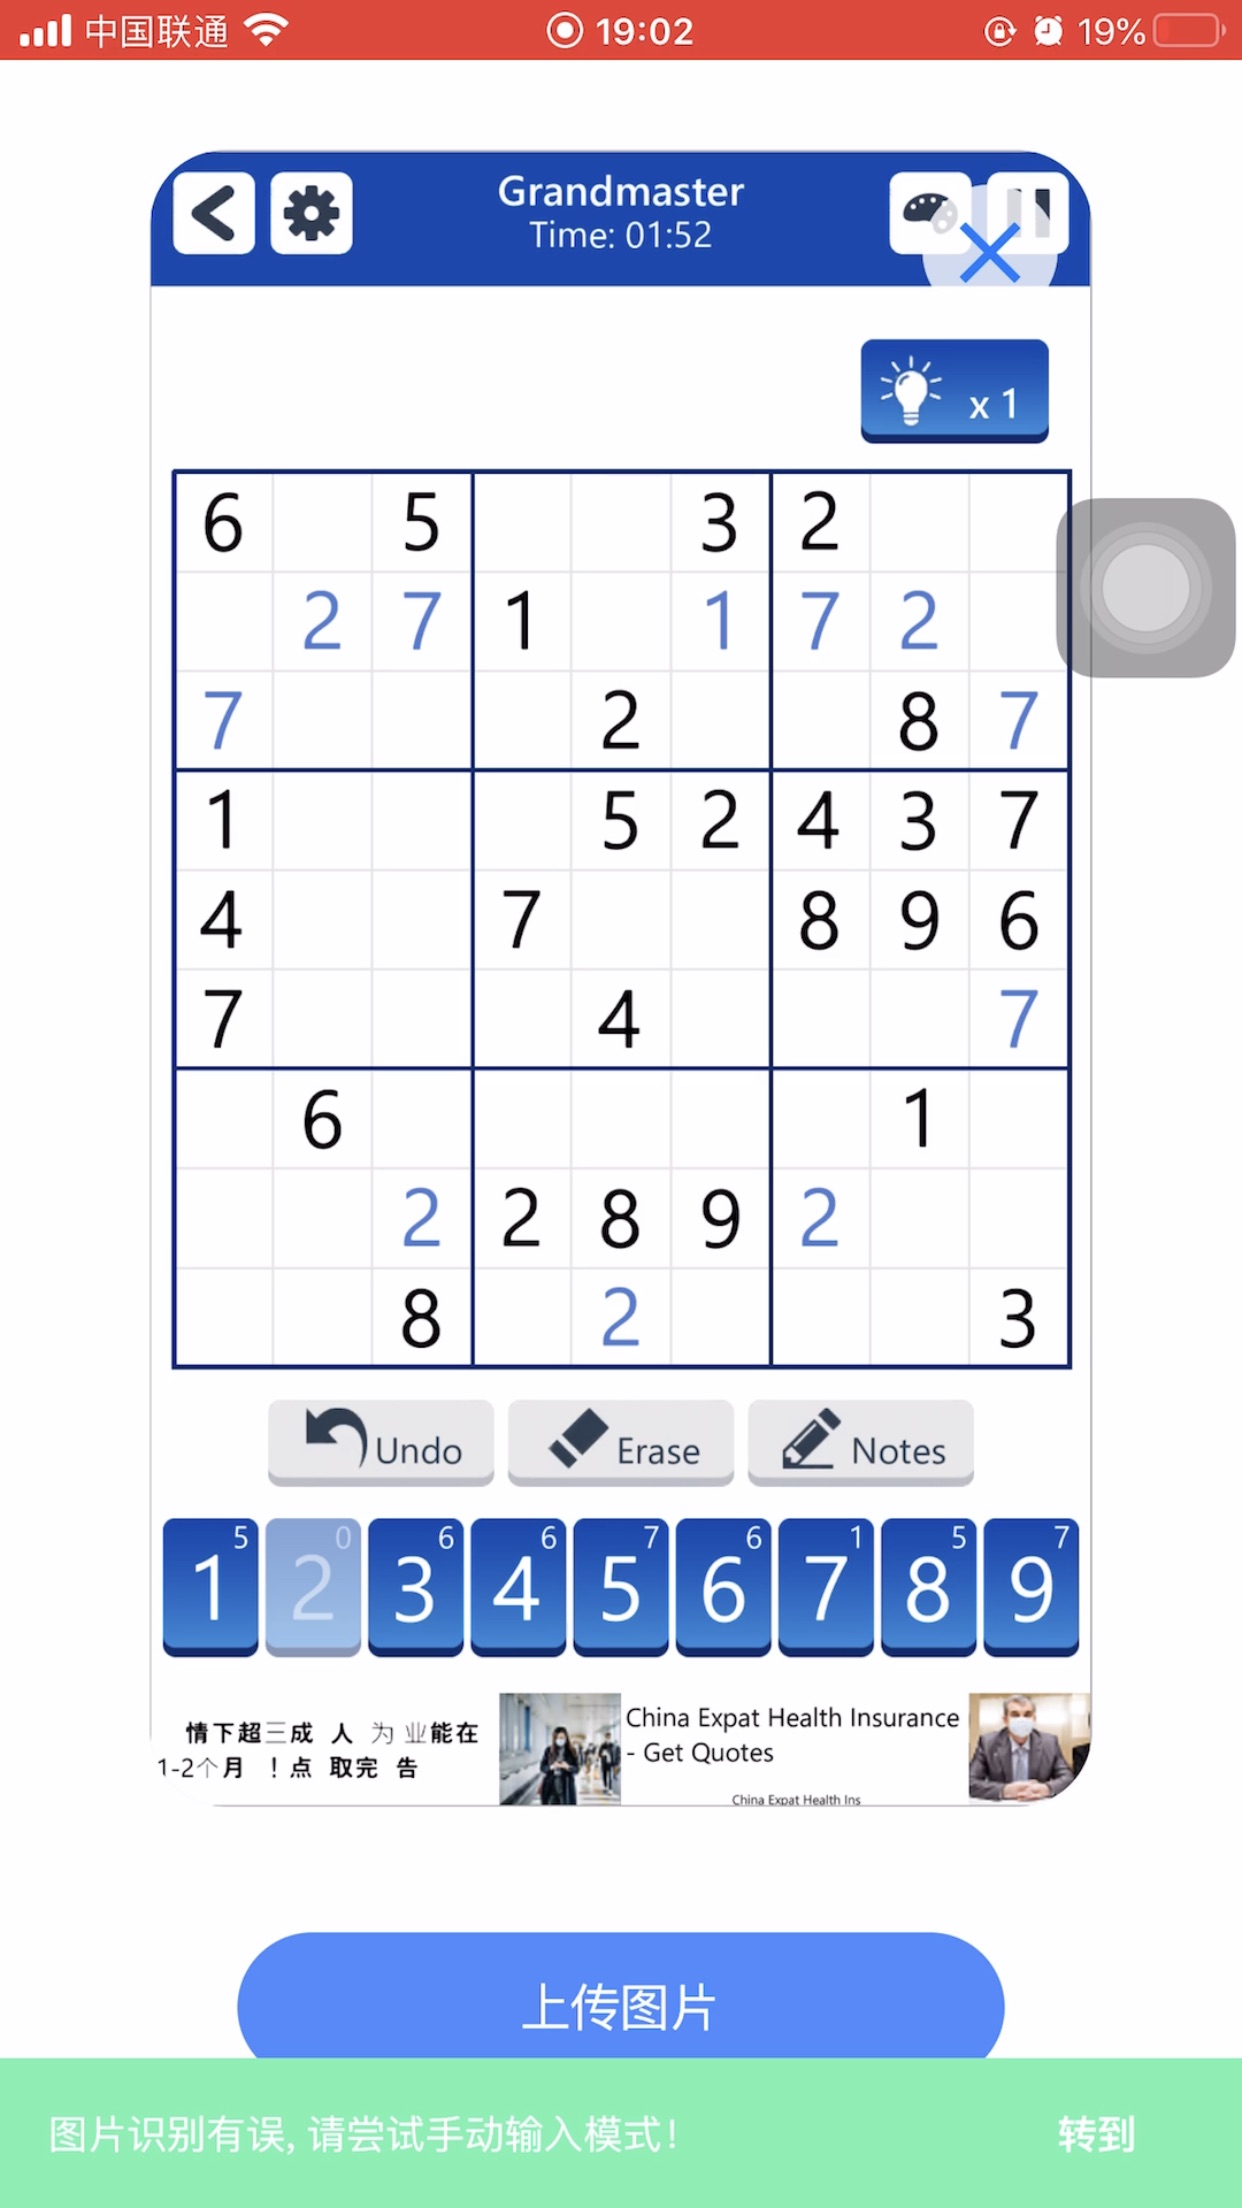 中国联通 19:02 19%
Grandmaster
Time: 01:52
x 1
6 5 3 2
2 7 1 1 7 2
7 2 8 7
1 5 2 4 3 7
4 7 8 9 6
7 4 7
6 1
2 2 8 9 2
8 2 3
Undo Erase Notes
5 0 6 6 7 6 1 5 7
1 2 3 4 5 6 7 8 9
情下超三成 人 为 业能在
1-2个月 ！点 取完 告
China Expat Health Insurance
- Get Quotes
China Expat Health Ins
上传图片
图片识别有误, 请尝试手动输入模式! 转到